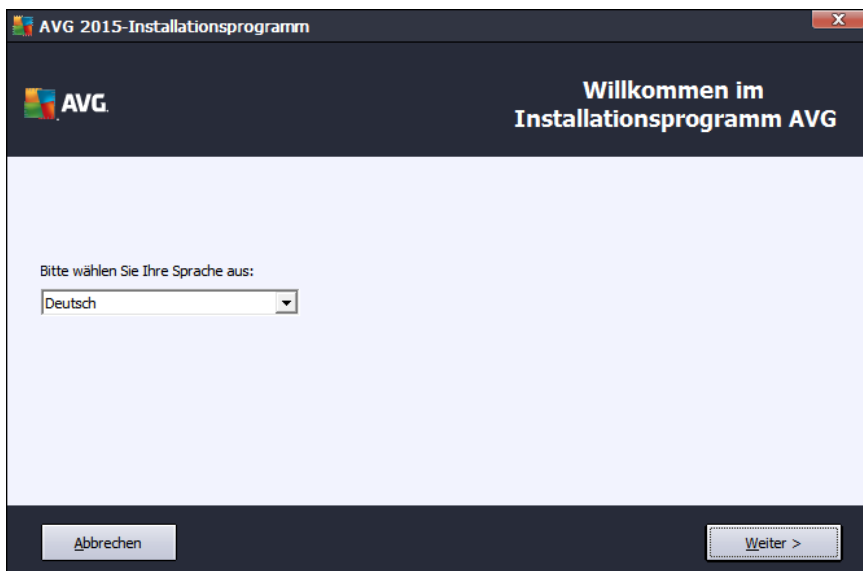 AVG 2015-Installationsprogramm
AVG.
Willkommen im
Installationsprogramm AVG
Bitte wählen Sie Ihre Sprache aus:
Deutsch
Abbrechen
Weiter >